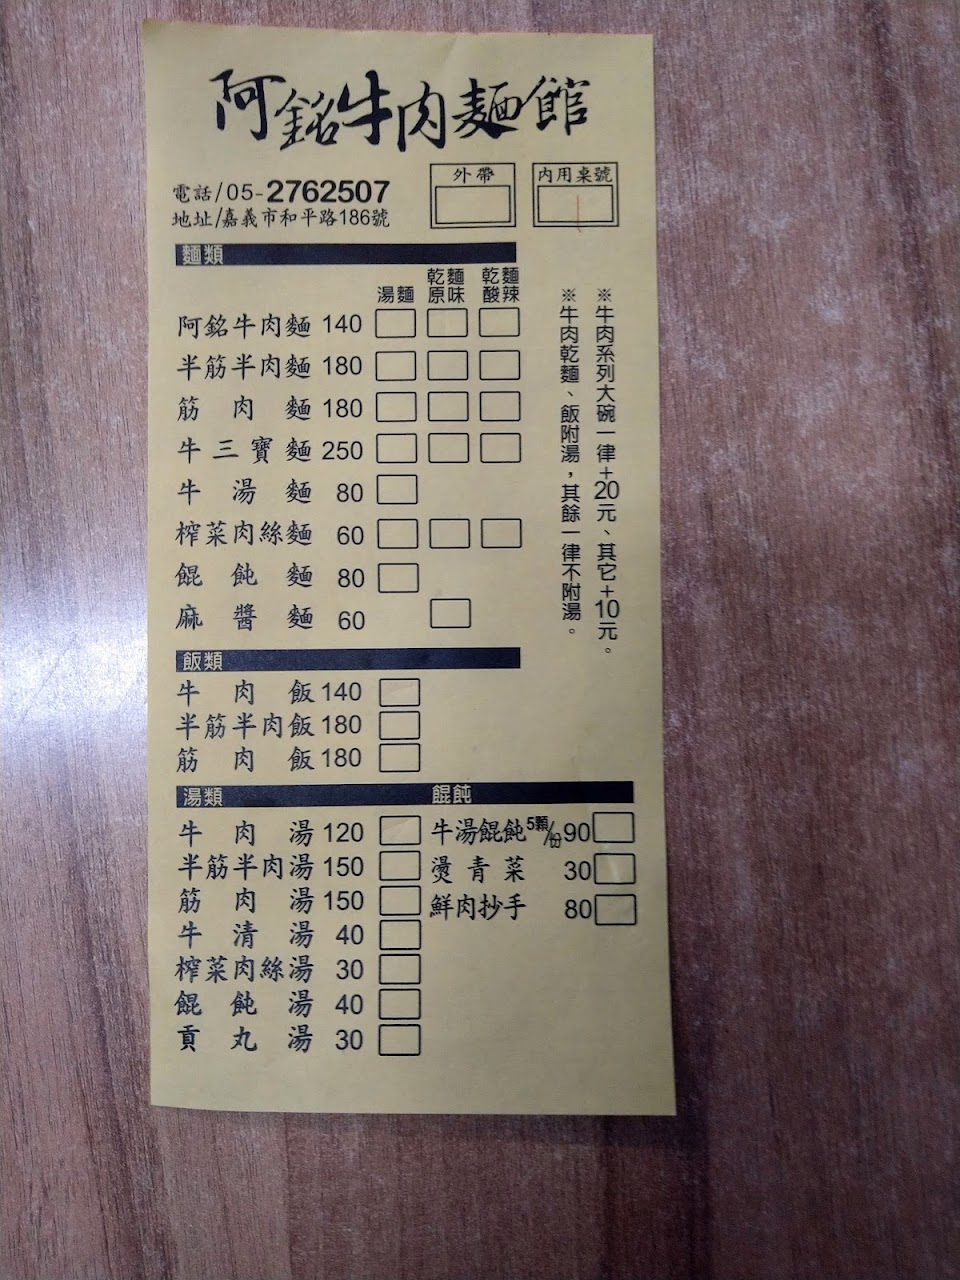 阿銘牛肉麵館
電話/05-2762507
地址/嘉義市和平路186號
外帶
內用桌號
麵類
湯麵 乾麵原味 乾麵酸辣
阿銘牛肉麵 140
半筋半肉麵 180
筋肉麵 180
牛三寶麵 250
牛湯麵 80
榨菜肉絲麵 60
餛飩麵 80
麻醬麵 60
※牛肉系列大碗一律+20元、其它+10元。
※牛肉乾麵、飯附湯,其餘一律不附湯。
飯類
牛肉飯 140
半筋半肉飯 180
筋肉飯 180
湯類
牛肉湯 120
半筋半肉湯 150
筋肉湯 150
牛清湯 40
榨菜肉絲湯 30
餛飩湯 40
貢丸湯 30
餛飩
牛湯餛飩5顆/份 90
燙青菜 30
鮮肉抄手 80